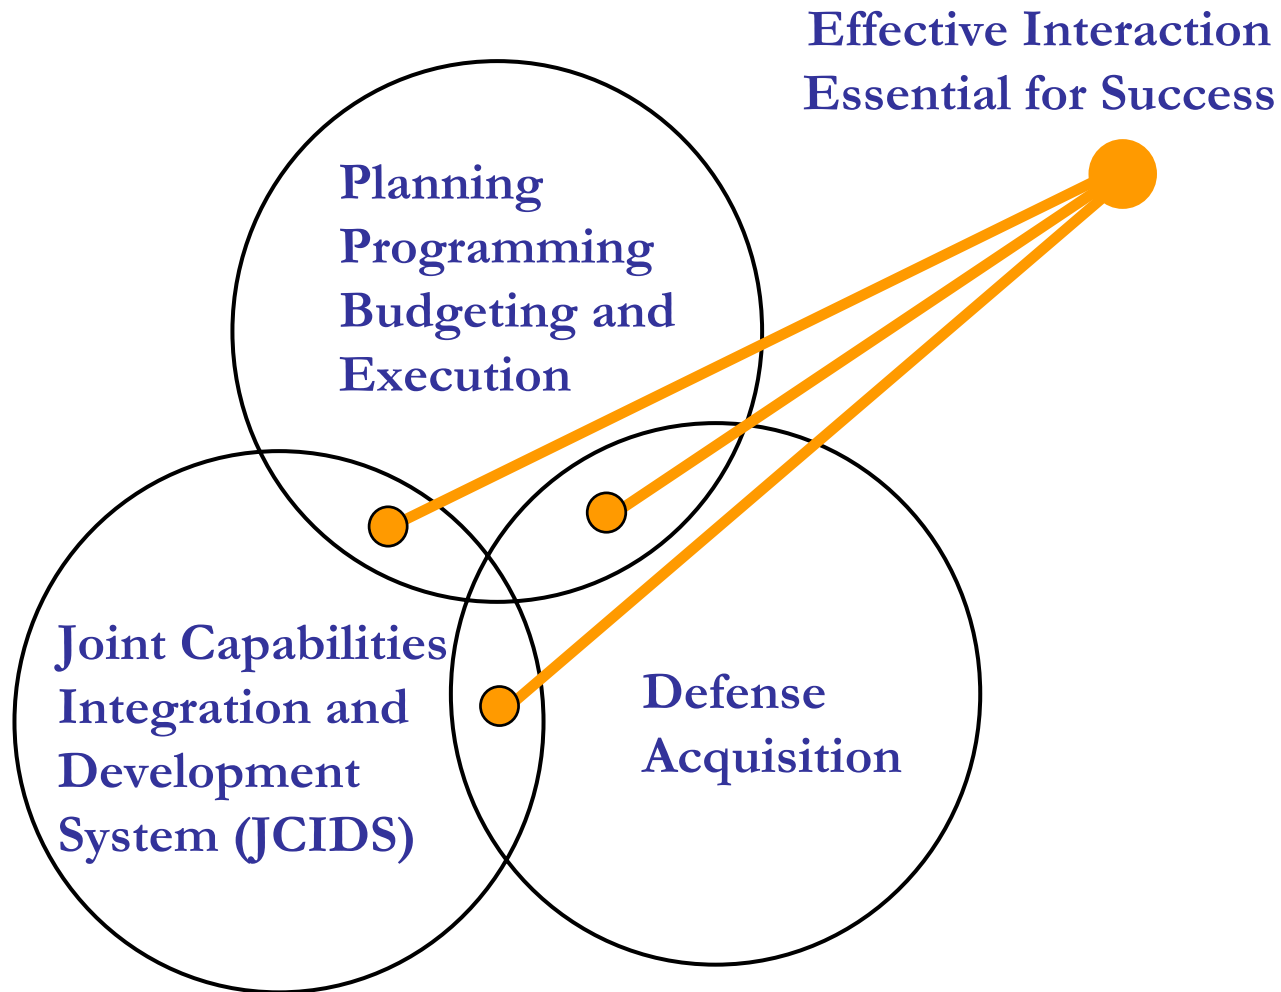 Effective Interaction
Essential for Success
Planning
Programming
Budgeting and
Execution
Joint Capabilities
Integration and
Development
System (JCIDS)
Defense
Acquisition